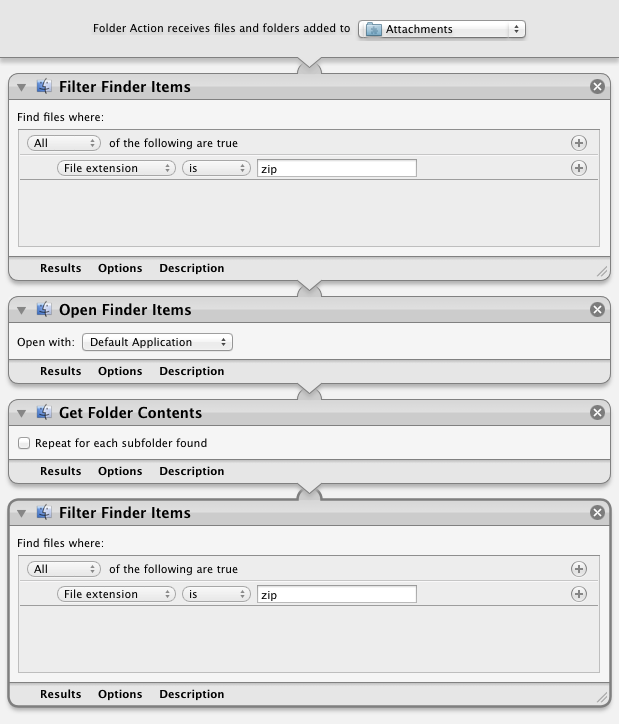 Folder Action receives files and folders added to Attachments
Filter Finder Items
Find files where:
All of the following are true
File extension is zip
Results Options Description
Open Finder Items
Open with: Default Application
Results Options Description
Get Folder Contents
Repeat for each subfolder found
Results Options Description
Filter Finder Items
Find files where:
All of the following are true
File extension is zip
Results Options Description